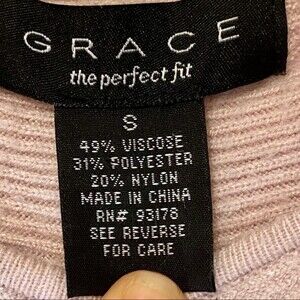 GRACE
the perfect fit
S
49% VISCOSE
31% POLYESTER
20% NYLON
MADE IN CHINA
RN# 93178
SEE REVERSE
FOR CARE